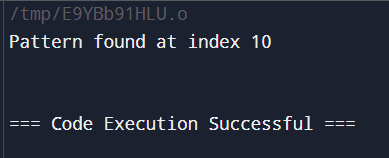 /tmp/E9YBb91HLU.o
Pattern found at index 10
=== Code Execution Successful ===